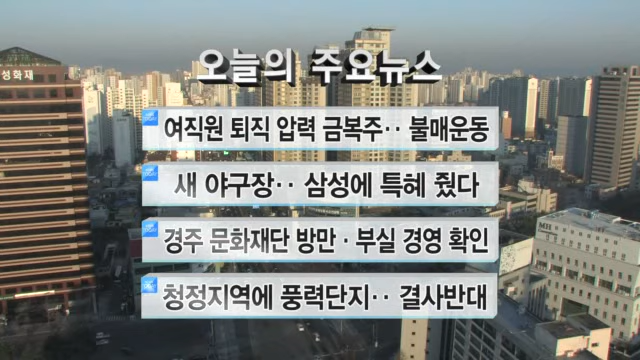 오늘의 주요뉴스
성화재
여직원 퇴직 압력 금복주‥ 불매운동
새 야구장‥ 삼성에 특혜 줬다
경주 문화재단 방만·부실 경영 확인
청정지역에 풍력단지‥ 결사반대